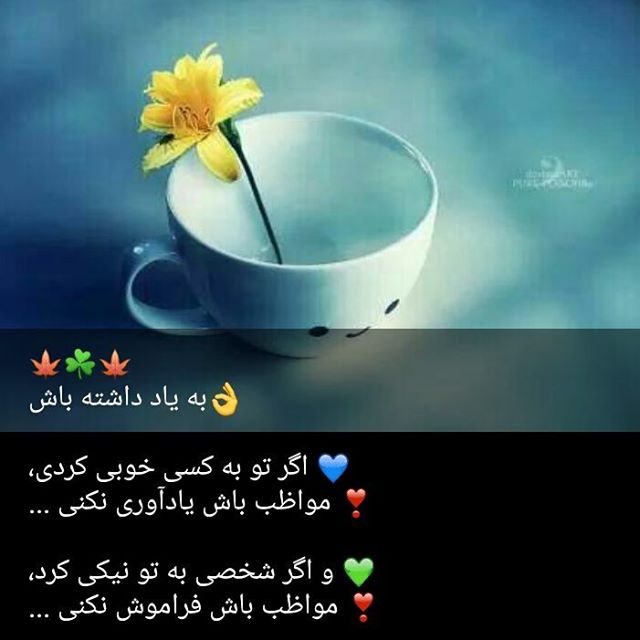 deviantART
🍁☘️🍁
👌به یاد داشته باش
💙 اگر تو به کسی خوبی کردی،
❣ مواظب باش یادآوری نکنی ...
💚 و اگر شخصی به تو نیکی کرد،
❣ مواظب باش فراموش نکنی ...